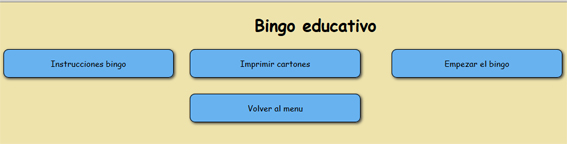 Bingo educativo
Instrucciones bingo
Imprimir cartones
Empezar el bingo
Volver al menu